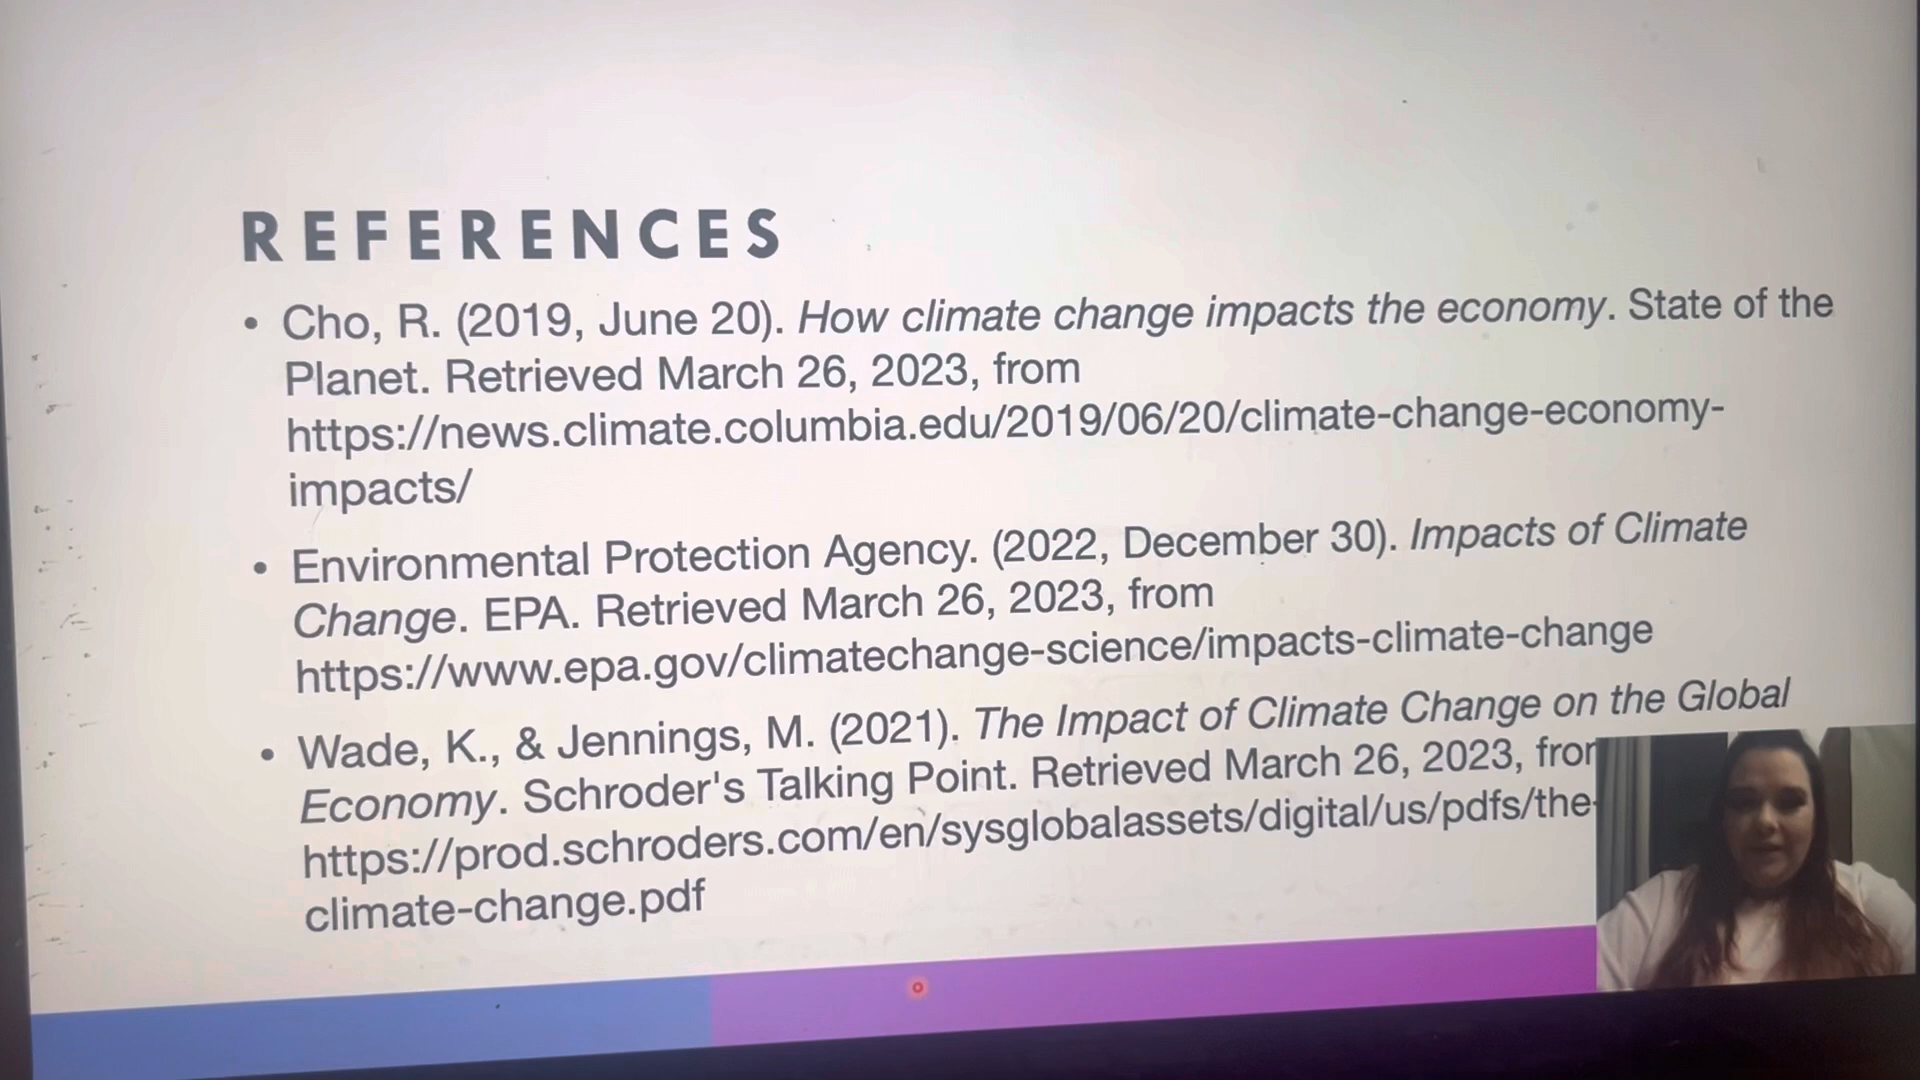 REFERENCES
• Cho, R. (2019, June 20). How climate change impacts the economy. State of the
Planet. Retrieved March 26, 2023, from
https://news.climate.columbia.edu/2019/06/20/climate-change-economy-
impacts/
• Environmental Protection Agency. (2022, December 30). Impacts of Climate
Change. EPA. Retrieved March 26, 2023, from
https://www.epa.gov/climatechange-science/impacts-climate-change
• Wade, K., & Jennings, M. (2021). The Impact of Climate Change on the Global
Economy. Schroder's Talking Point. Retrieved March 26, 2023,
https://prod.schroders.com/en/sysglobalassets/digital/us/pdfs/the-
climate-change.pdf